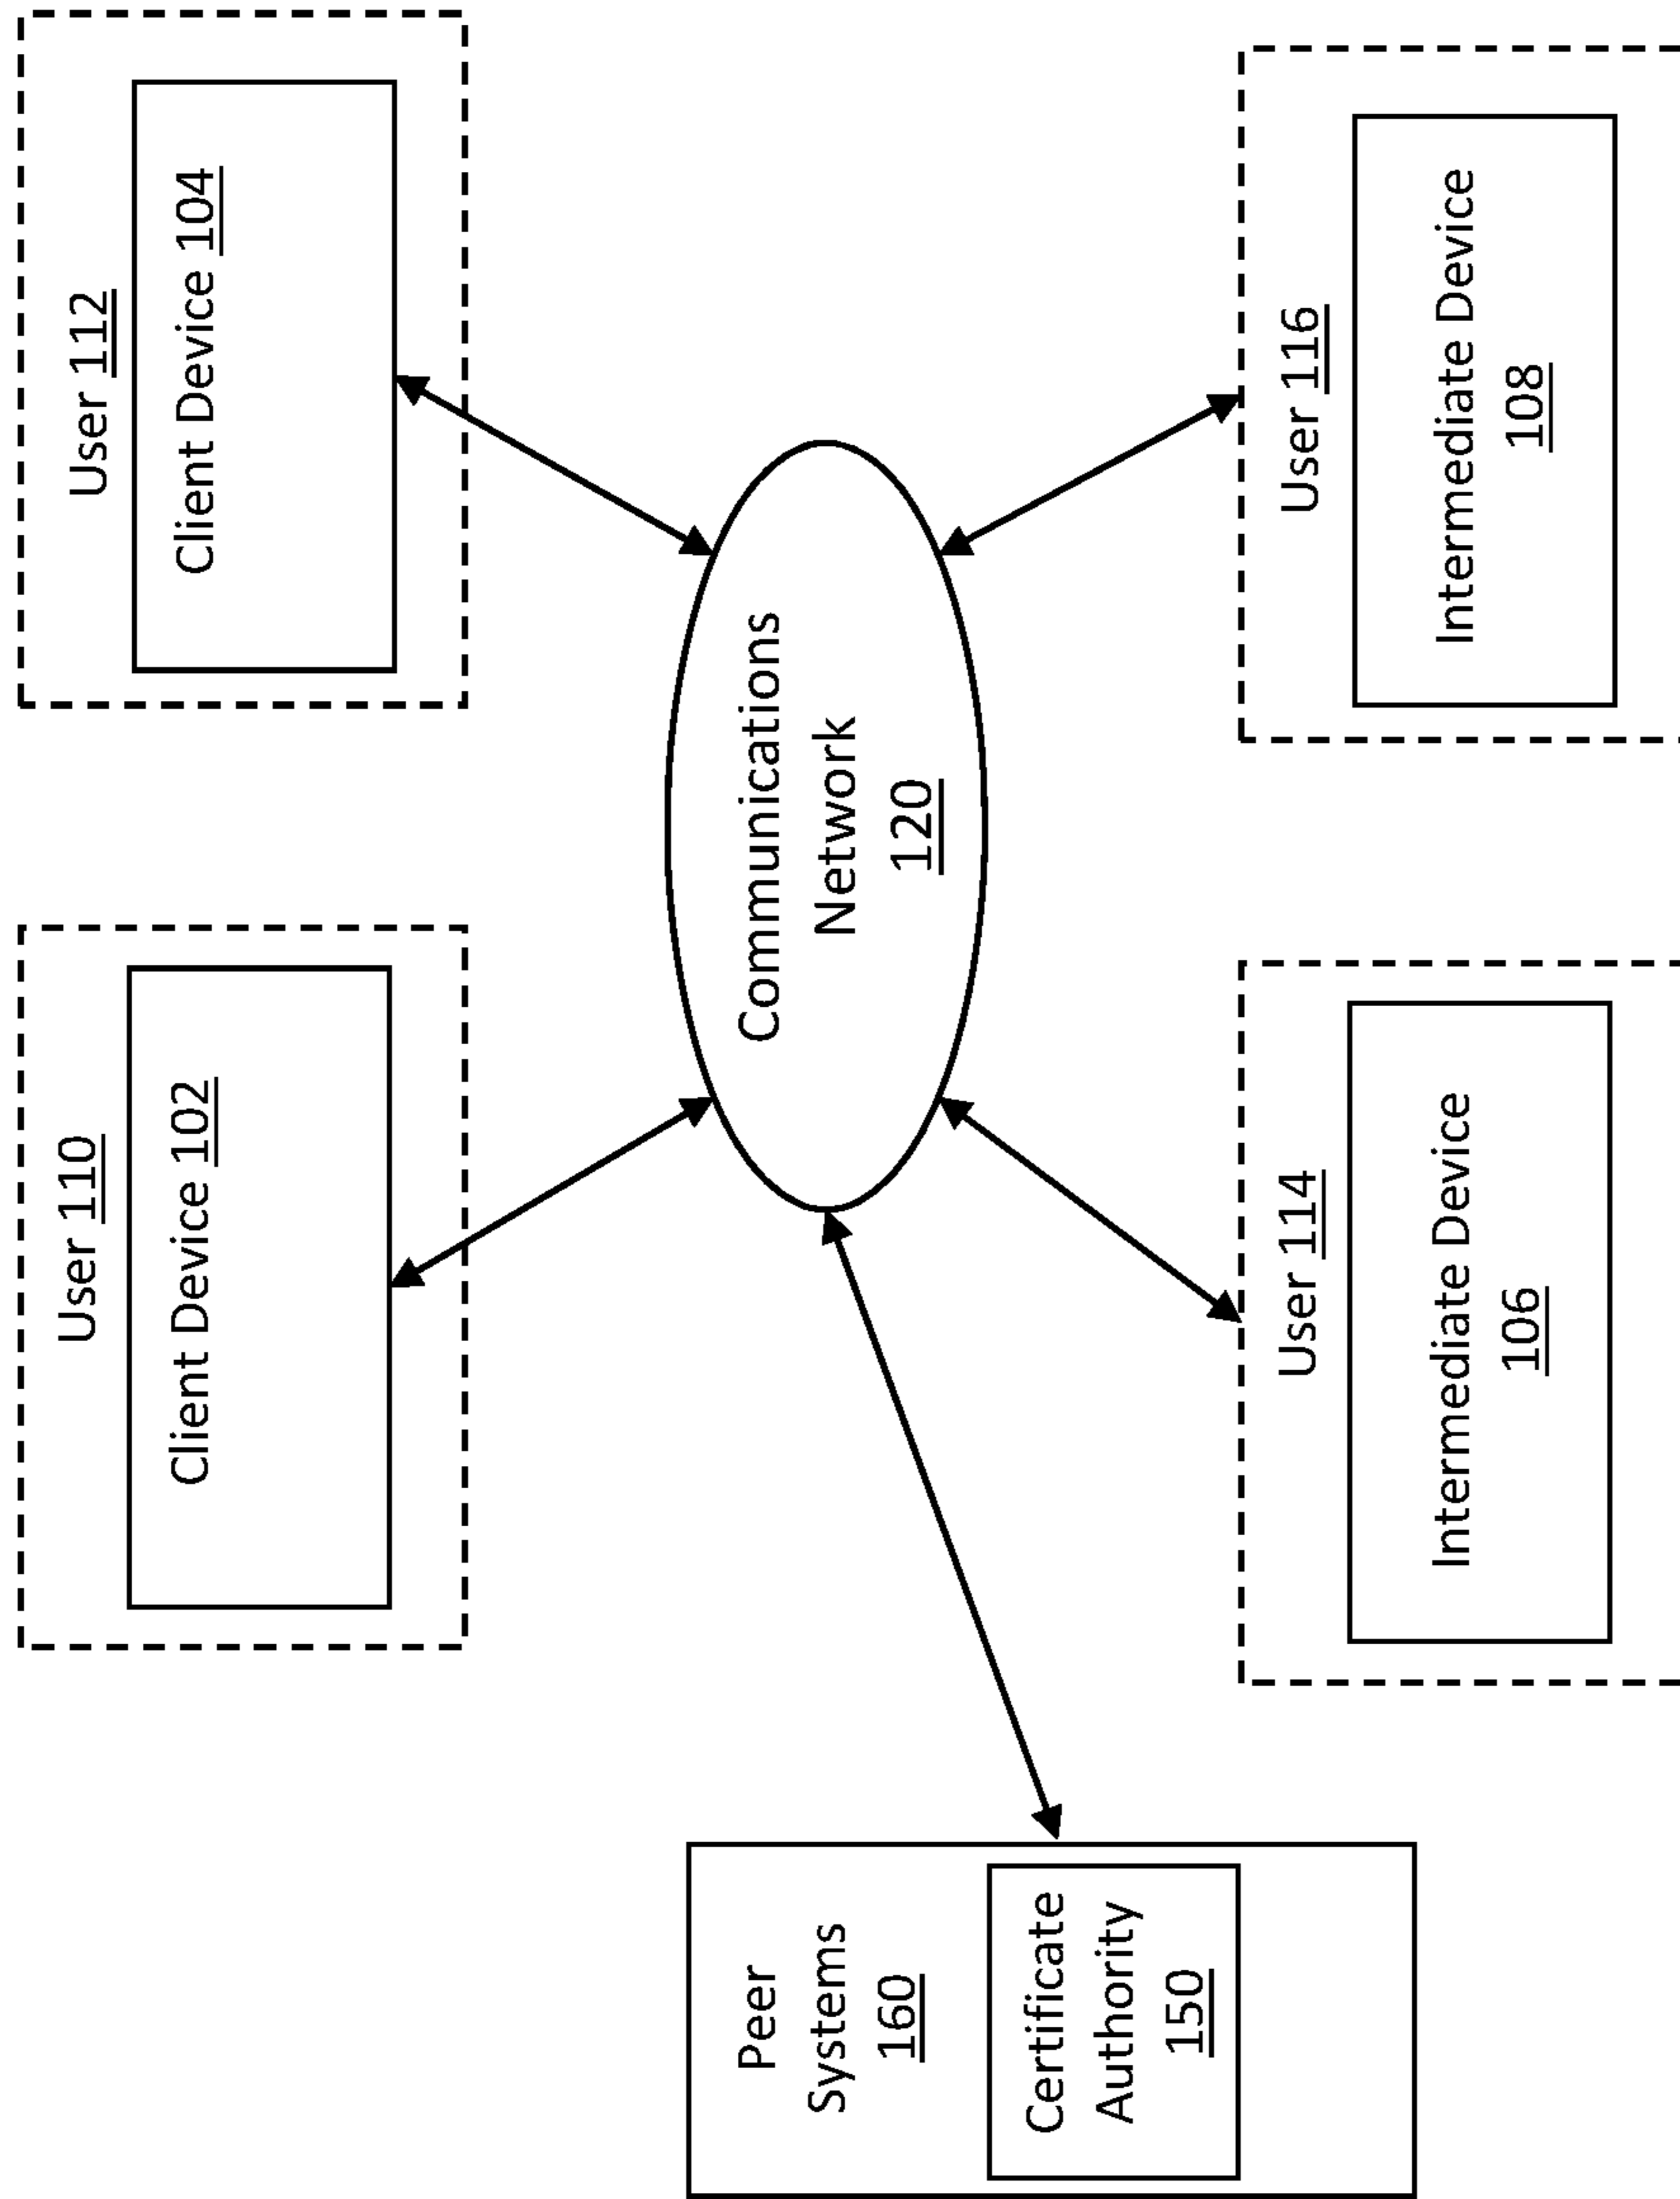 User 110
Client Device 102
User 112
Client Device 104
Communications
Network
120
Peer
Systems
160
Certificate
Authority
150
User 114
Intermediate Device
106
User 116
Intermediate Device
108